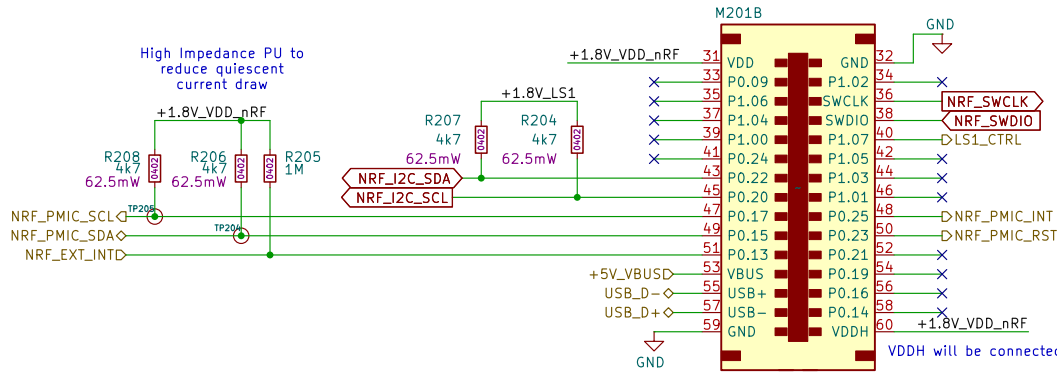 M201B
GND
High Impedance PU to
reduce quiescent
current draw
+1.8V_VDD_nRF
31 VDD GND 32
33 P0.09 P1.02 34
+1.8V_LS1
35 P1.06 SWCLK 36 NRF_SWCLK
+1.8V_VDD_nRF
R207 R204
4k7 4k7
0402 0402
62.5mW 62.5mW
37 P1.04 SWDIO 38 NRF_SWDIO
39 P1.00 P1.07 40 LS1_CTRL
R208 R206 R205
4k7 4k7 1M
0402 0402 0402
62.5mW 62.5mW
41 P0.24 P1.05 42
NRF_I2C_SDA 43 P0.22 P1.03 44
NRF_I2C_SCL 45 P0.20 P1.01 46
NRF_PMIC_SCL TP205 47 P0.17 P0.25 48 NRF_PMIC_INT
NRF_PMIC_SDA TP204 49 P0.15 P0.23 50 NRF_PMIC_RST
NRF_EXT_INT 51 P0.13 P0.21 52
+5V_VBUS 53 VBUS P0.19 54
USB_D- 55 USB+ P0.16 56
USB_D+ 57 USB- P0.14 58
59 GND VDDH 60 +1.8V_VDD_nRF
GND
VDDH will be connected